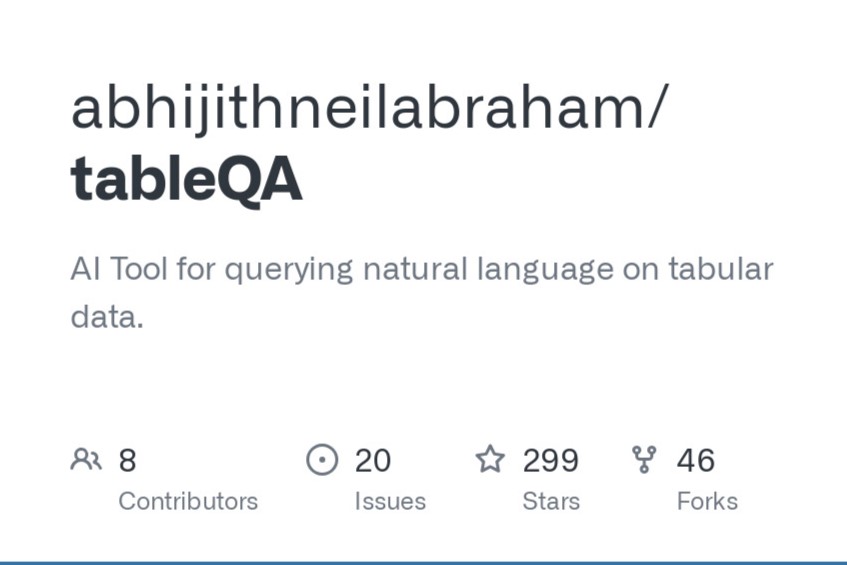 abhijithneilabraham/
tableQA
AI Tool for querying natural language on tabular
data.
8 20 299 46
Contributors Issues Stars Forks